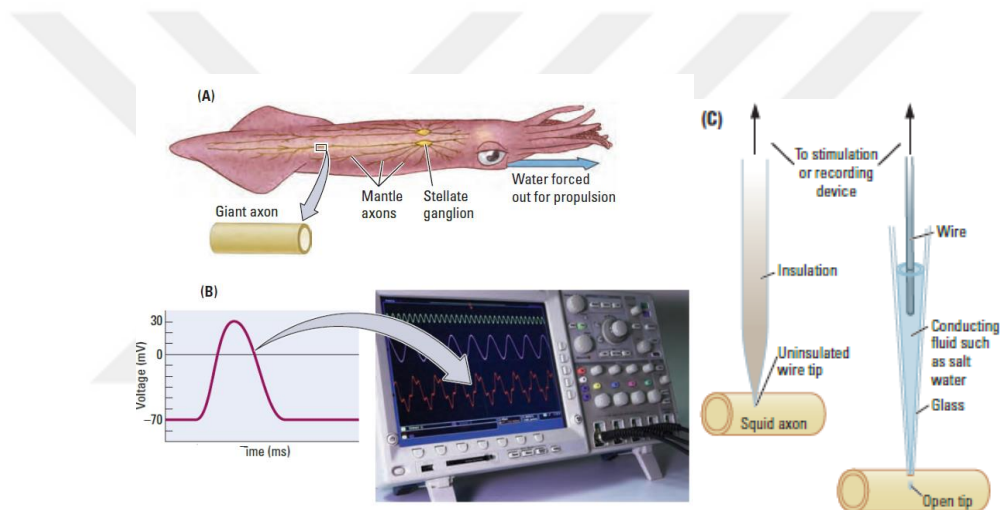 (A)
Giant axon
Mantle
axons
Stellate
ganglion
Water forced
out for propulsion
(B)
Voltage (mV)
30
0
–70
Time (ms)
(C)
To stimulation
or recording
device
Insulation
Uninsulated
wire tip
Squid axon
Wire
Conducting
fluid such
as salt
water
Glass
Open tip